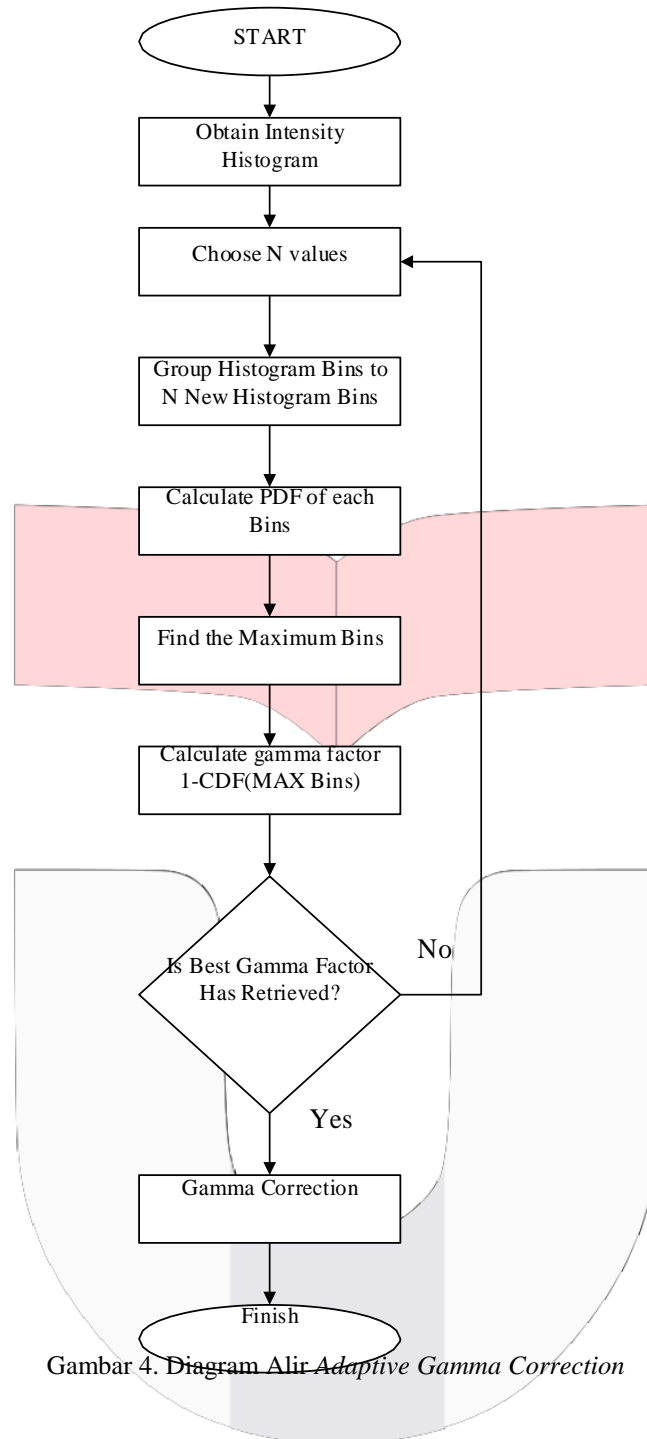 START
Obtain Intensity
Histogram
Choose N values
Group Histogram Bins to
N New Histogram Bins
Calculate PDF of each
Bins
Find the Maximum Bins
Calculate gamma factor
1-CDF(MAX Bins)
Is Best Gamma Factor
Has Retrieved?
No
Yes
Gamma Correction
Finish
Gambar 4. Diagram Alir Adaptive Gamma Correction